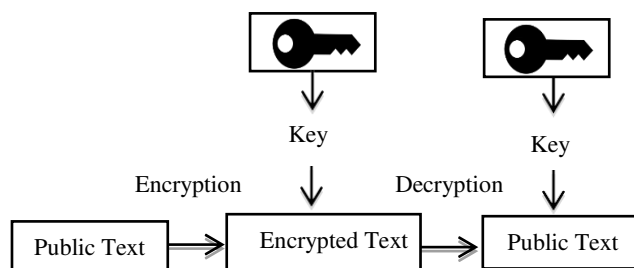 Key
Key
Encryption
Decryption
Public Text
Encrypted Text
Public Text